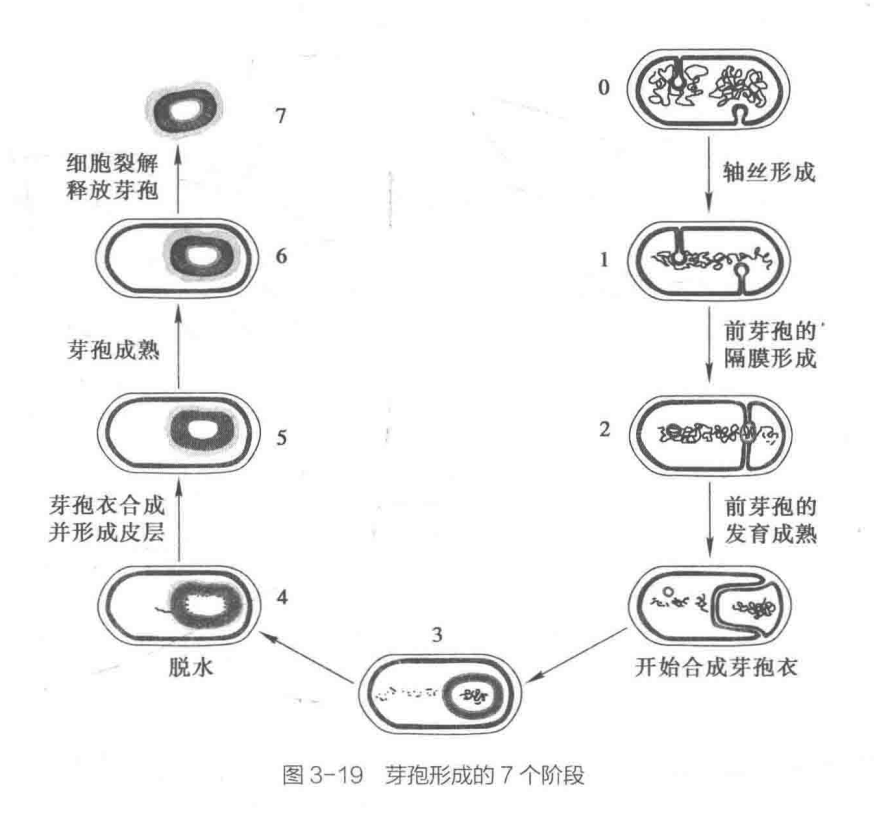 0
轴丝形成
1
前芽孢的
隔膜形成
2
前芽孢的
发育成熟
开始合成芽孢衣
3
4
脱水
芽孢衣合成
并形成皮层
5
芽孢成熟
6
细胞裂解
释放芽孢
7
图 3-19 芽孢形成的 7 个阶段